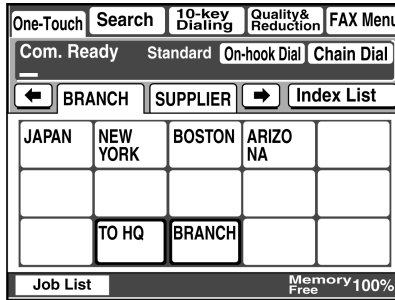 One-Touch Search 10-key Dialing Quality& Reduction FAX Menu
Com. Ready Standard On-hook Dial Chain Dial
BRANCH SUPPLIER Index List
JAPAN NEW YORK BOSTON ARIZO NA
TO HQ BRANCH
Job List Memory Free 100%